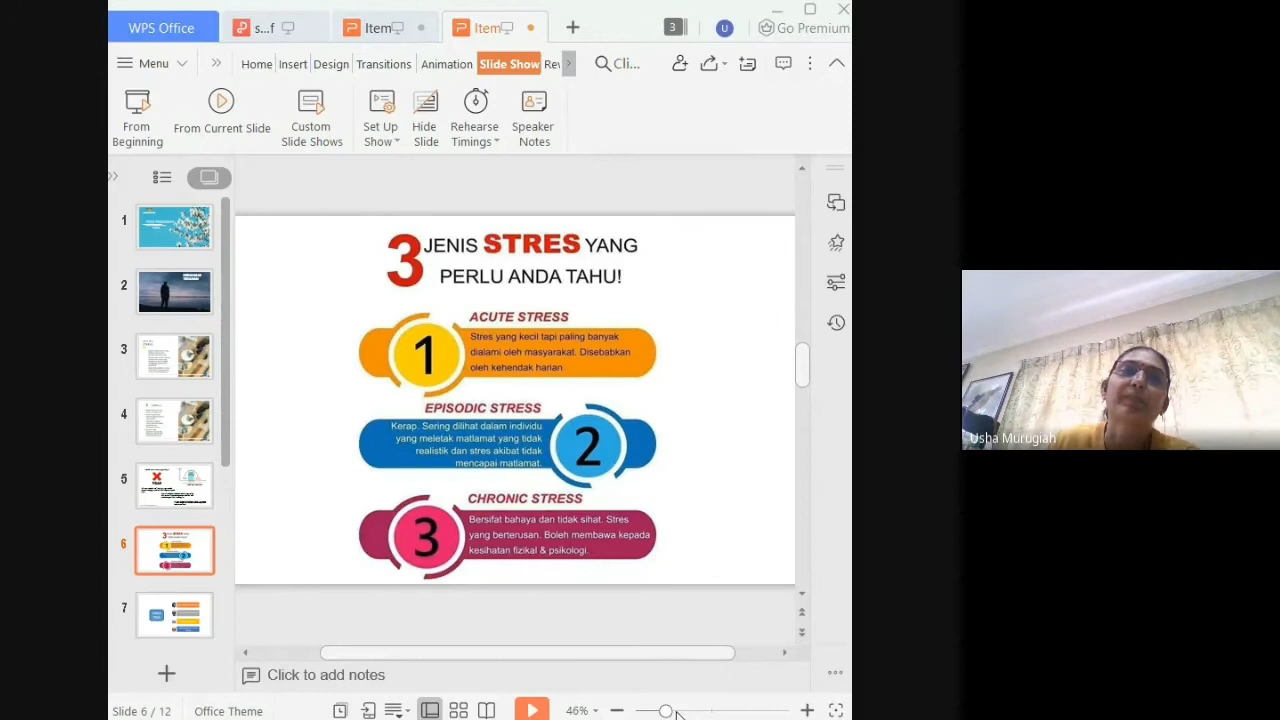 WPS Office
s...f
Item
Item
3
U
Go Premium
Menu
Home
Insert
Design
Transitions
Animation
Slide Show
Re
Cli...
From Beginning
From Current Slide
Custom Slide Shows
Set Up Show
Hide Slide
Rehearse Timings
Speaker Notes
1
2
3
4
5
6
7
3 JENIS STRES YANG
PERLU ANDA TAHU!
ACUTE STRESS
1
Stres yang kecil tapi paling banyak
dialami oleh masyarakat. Disebabkan
oleh kehendak harian
EPISODIC STRESS
Kerap. Sering dilihat dalam individu
yang meletak matlamat yang tidak
realistik dan stres akibat tidak
mencapai matlamat.
2
CHRONIC STRESS
3
Bersifat bahaya dan tidak sihat. Stres
yang berterusan. Boleh membawa kepada
kesihatan fizikal & psikologi.
Usha Murugiah
Click to add notes
Slide 6 / 12
Office Theme
46%